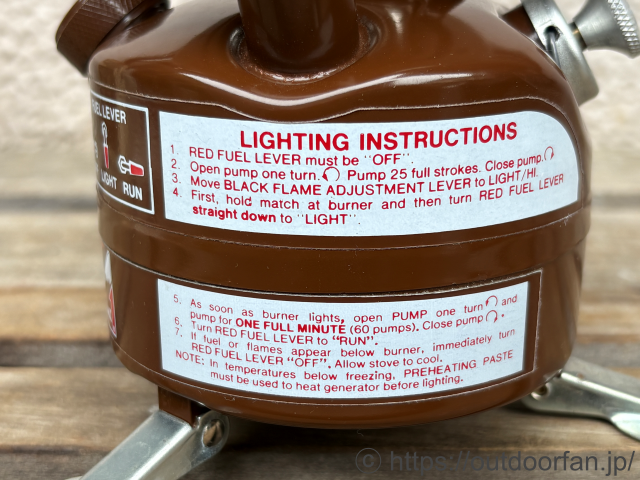 EL LEVER
LIGHT RUN
LIGHTING INSTRUCTIONS
1. RED FUEL LEVER must be "OFF".
2. Open pump one turn. Pump 25 full strokes. Close pump.
3. Move BLACK FLAME ADJUSTMENT LEVER to LIGHT/HI.
4. First, hold match at burner and then turn RED FUEL LEVER
straight down to "LIGHT".
5. As soon as burner lights, open PUMP one turn and
pump for ONE FULL MINUTE (60 pumps). Close pump.
6. Turn RED FUEL LEVER to "RUN".
7. If fuel or flames appear below burner, immediately turn
RED FUEL LEVER "OFF". Allow stove to cool.
NOTE: In temperatures below freezing, PREHEATING PASTE
must be used to heat generator before lighting.
© https://outdoorfan.jp/